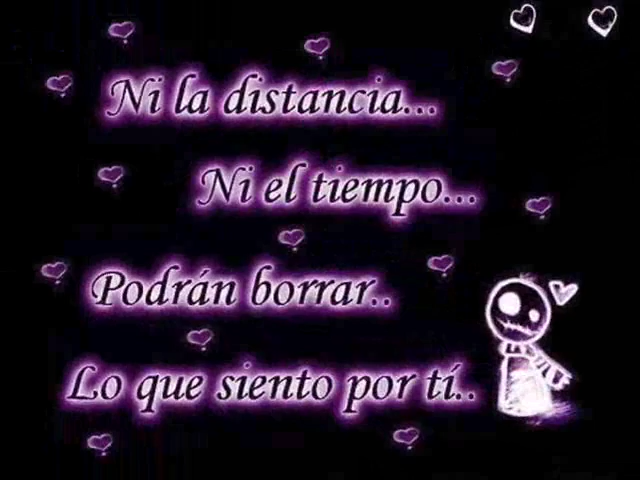 Ni la distancia...
Ni el tiempo...
Podrán borrar..
Lo que siento por tí..